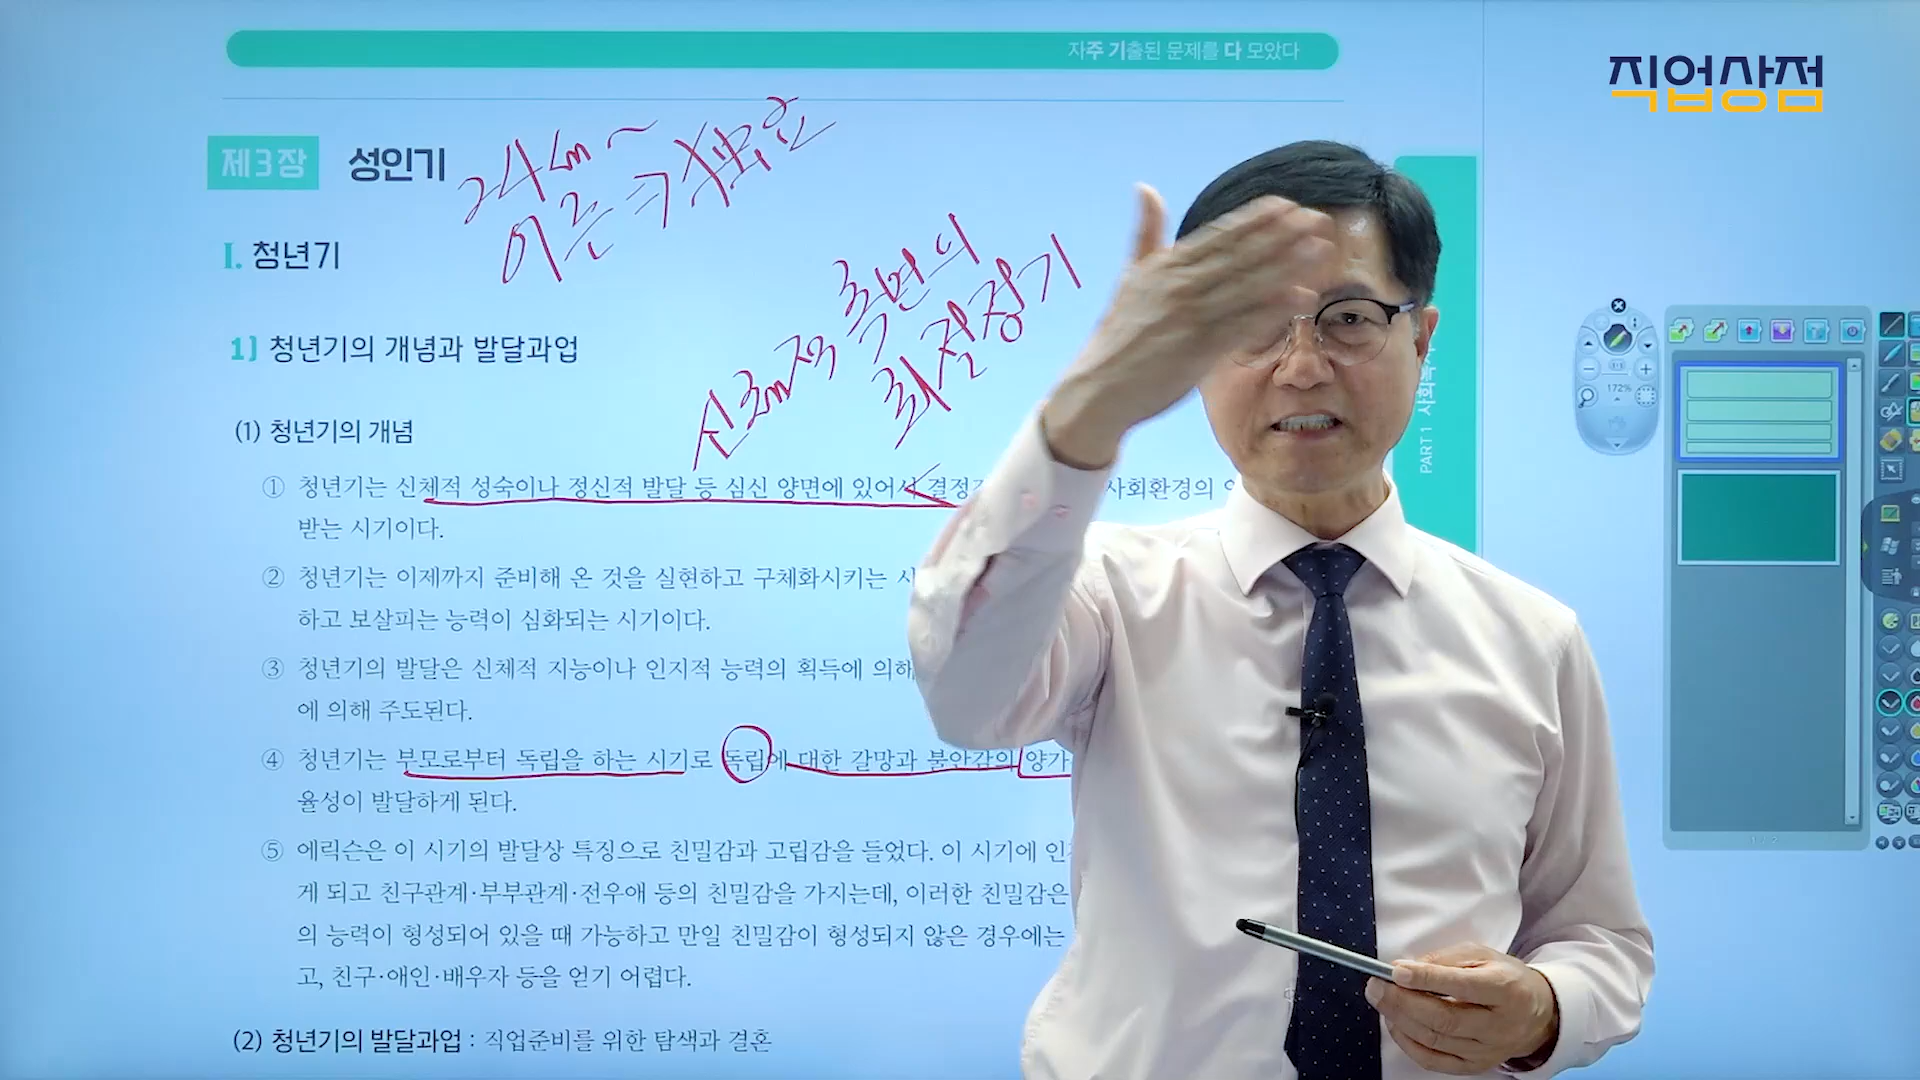 자주 기출된 문제를 다 모았다
직업상점
제3장 성인기
I. 청년기
신체적 측면의
최절정기
1) 청년기의 개념과 발달과업
(1) 청년기의 개념
① 청년기는 신체적 성숙이나 정신적 발달 등 심신 양면에 있어서 결정 사회환경의
받는 시기이다.
② 청년기는 이제까지 준비해 온 것을 실현하고 구체화시키는
하고 보살피는 능력이 심화되는 시기이다.
③ 청년기의 발달은 신체적 지능이나 인지적 능력의 획득에 의해
에 의해 주도된다.
④ 청년기는 부모로부터 독립을 하는 시기로 독립에 대한 갈망과 불안감의 양가
율성이 발달하게 된다.
⑤ 에릭슨은 이 시기의 발달상 특징으로 친밀감과 고립감을 들었다. 이 시기에
게 되고 친구관계·부부관계·전우애 등의 친밀감을 가지는데, 이러한 친밀감은
의 능력이 형성되어 있을 때 가능하고 만일 친밀감이 형성되지 않은 경우에는
고, 친구·애인·배우자 등을 얻기 어렵다.
(2) 청년기의 발달과업 : 직업준비를 위한 탐색과 결혼
PART 1 사회복지
172%